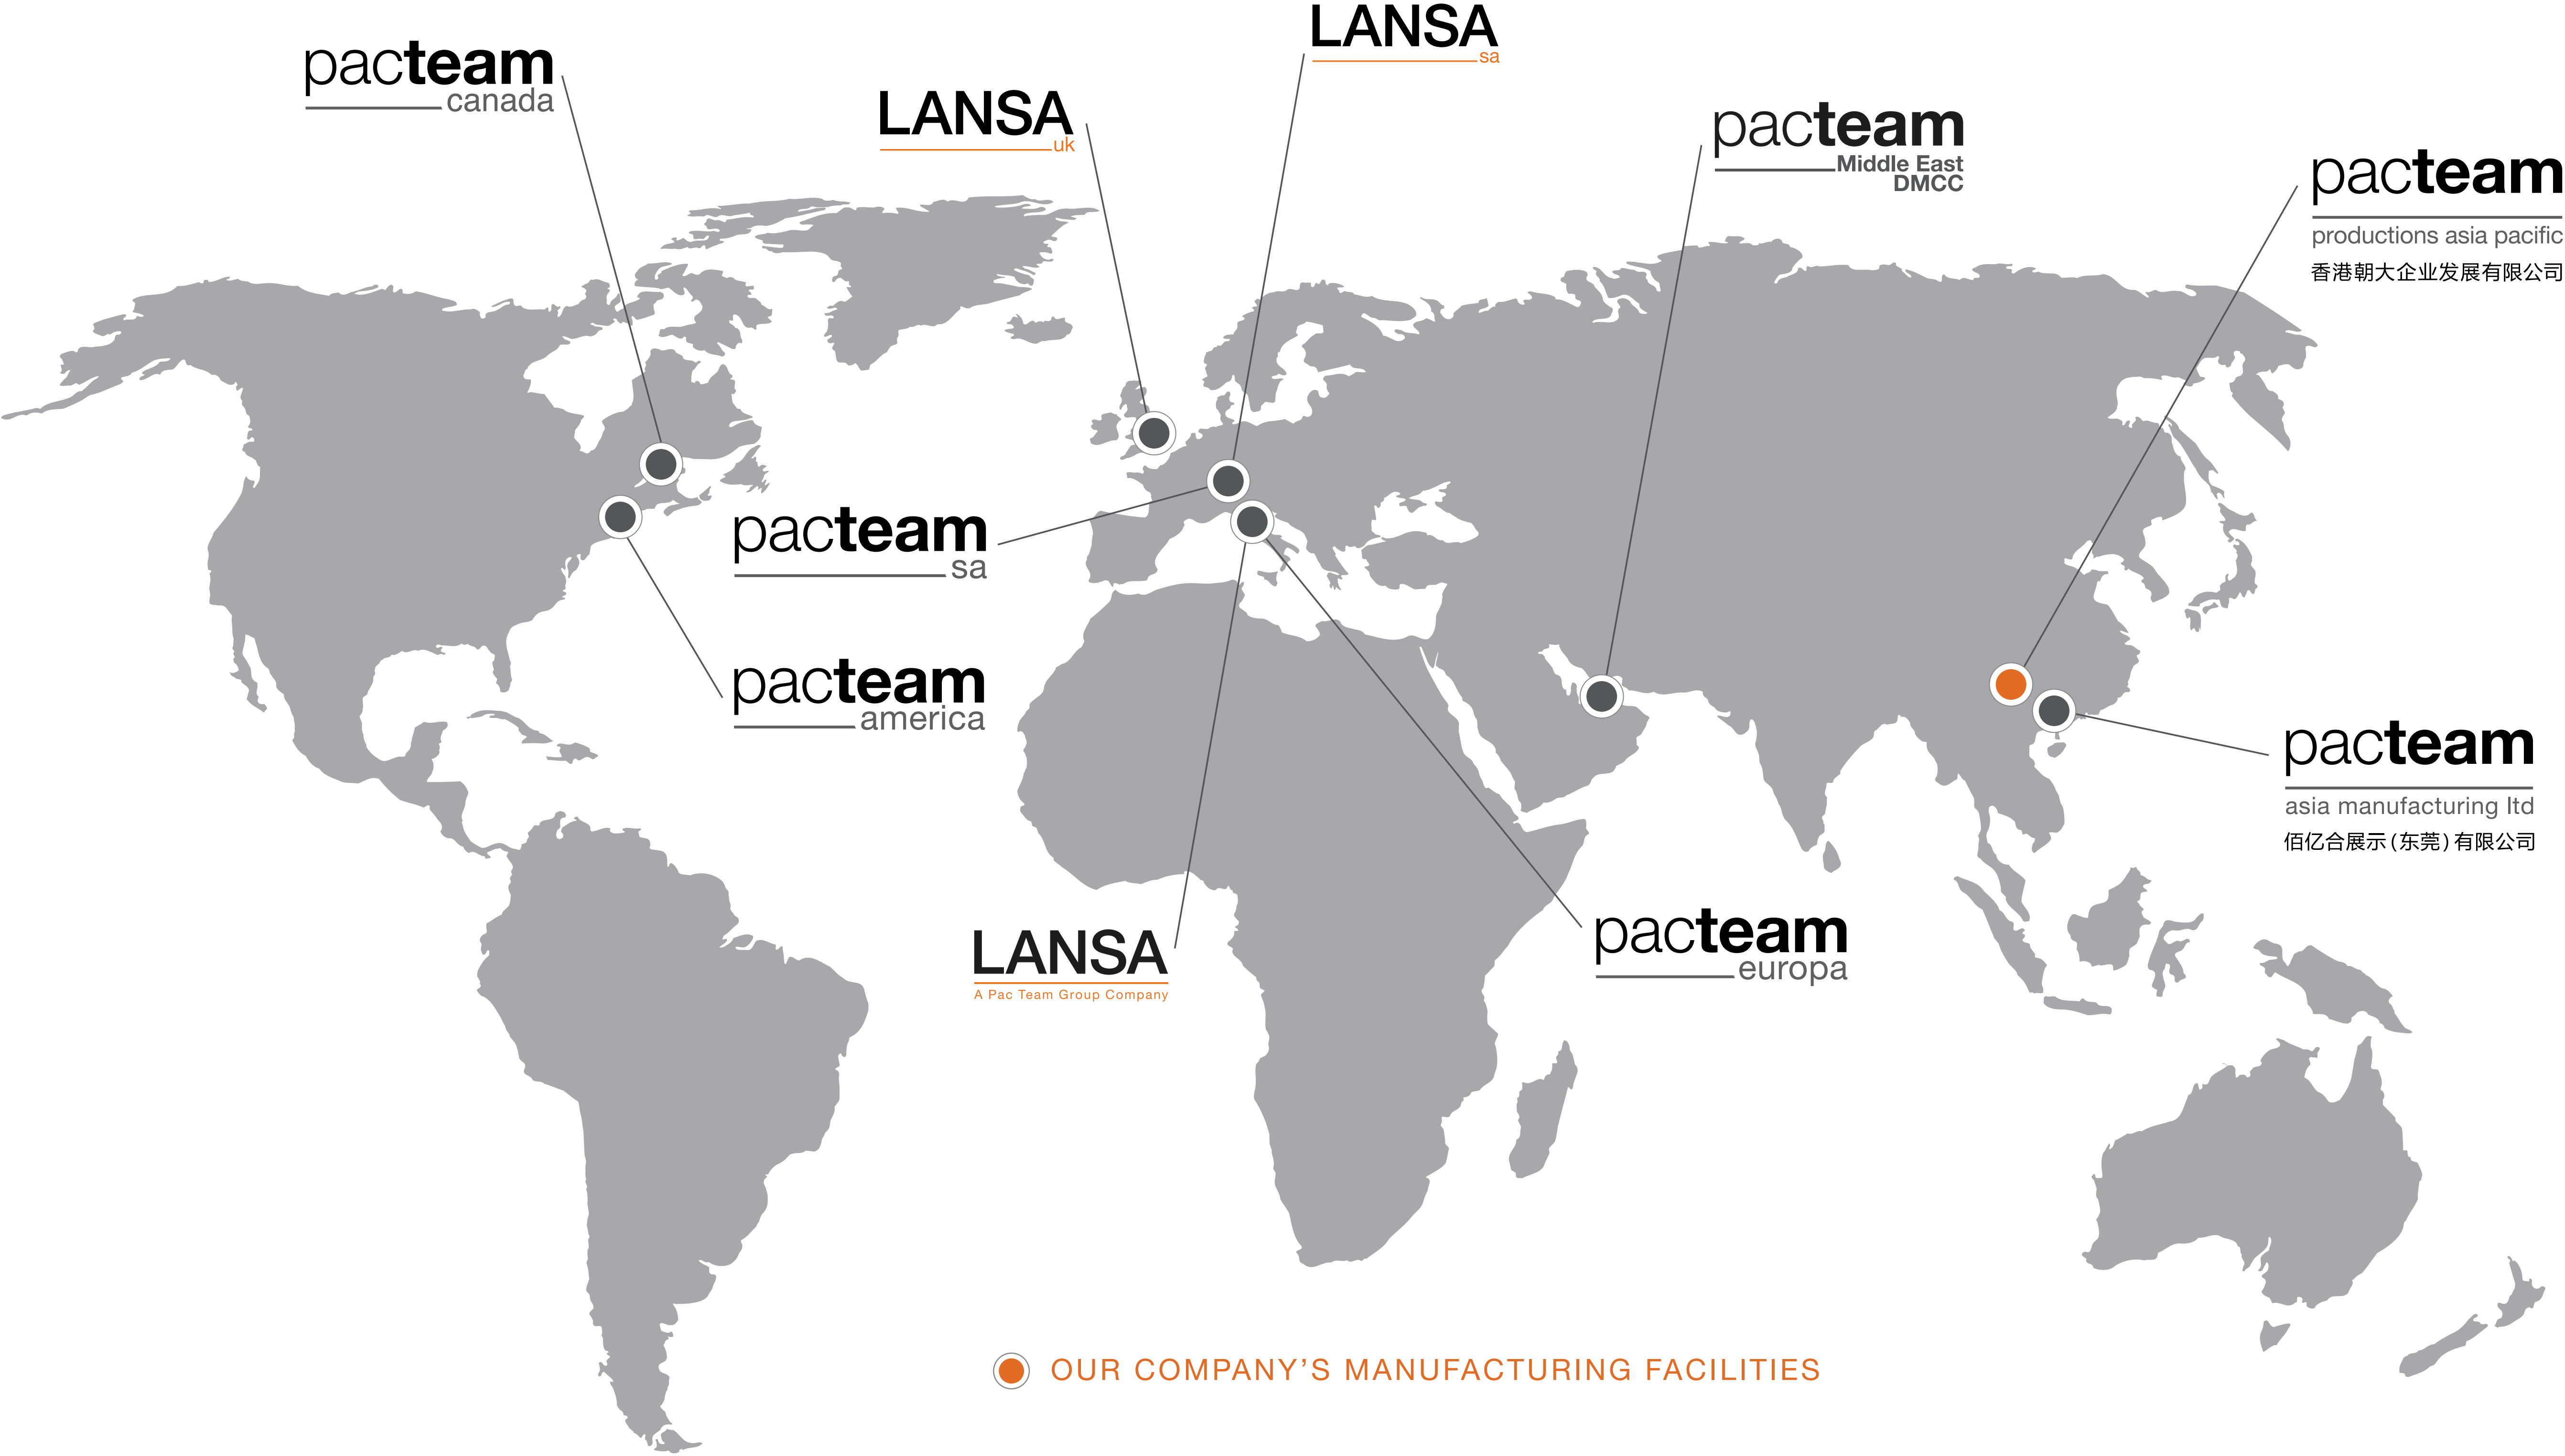 LANSA
sa
pacteam
canada
LANSA
uk
pacteam
Middle East
DMCC
pacteam
productions asia pacific
香港朝大企业发展有限公司
pacteam
sa
pacteam
america
pacteam
asia manufacturing ltd
佰亿合展示(东莞)有限公司
LANSA
A Pac Team Group Company
pacteam
europa
OUR COMPANY'S MANUFACTURING FACILITIES